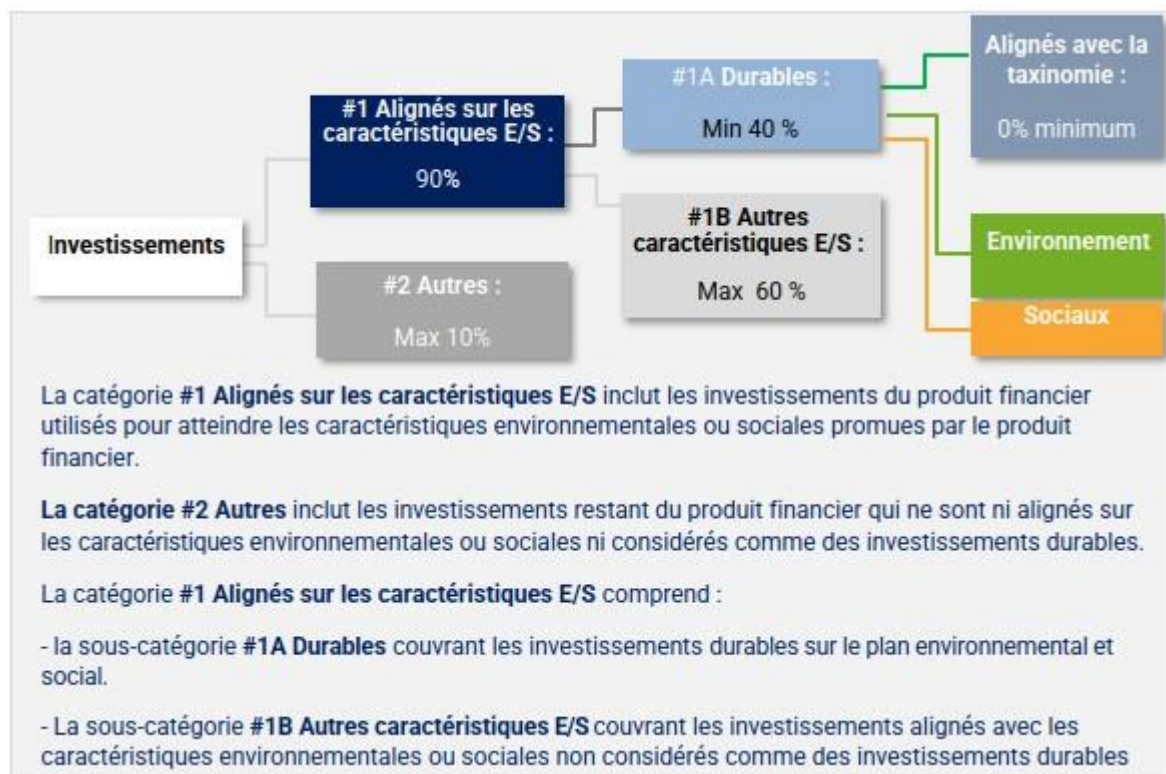 Investissements
#1 Alignés sur les
caractéristiques E/S :
90%
#2 Autres :
Max 10%
#1A Durables :
Min 40 %
#1B Autres
caractéristiques E/S :
Max 60 %
Alignés avec la
taxinomie :
0% minimum
Environnement
Sociaux
La catégorie #1 Alignés sur les caractéristiques E/S inclut les investissements du produit financier
utilisés pour atteindre les caractéristiques environnementales ou sociales promues par le produit
financier.
La catégorie #2 Autres inclut les investissements restant du produit financier qui ne sont ni alignés sur
les caractéristiques environnementales ou sociales ni considérés comme des investissements durables.
La catégorie #1 Alignés sur les caractéristiques E/S comprend :
- la sous-catégorie #1A Durables couvrant les investissements durables sur le plan environnemental et
social.
- La sous-catégorie #1B Autres caractéristiques E/S couvrant les investissements alignés avec les
caractéristiques environnementales ou sociales non considérés comme des investissements durables